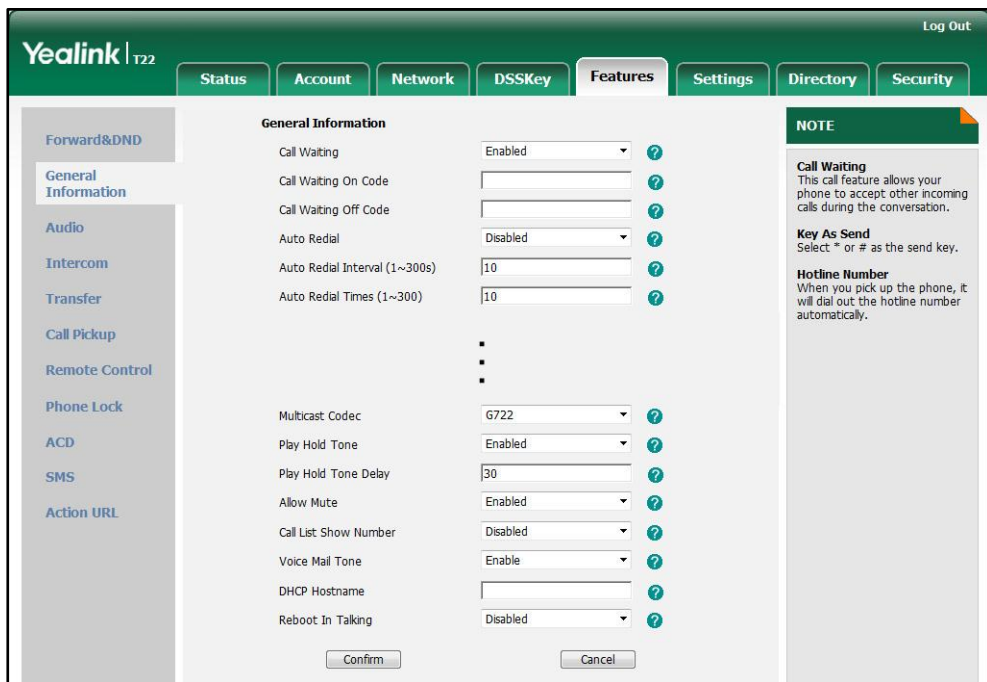 Log Out
Yealink T22
Status Account Network DSSKey Features Settings Directory Security
Forward&DND
General
Information
Audio
Intercom
Transfer
Call Pickup
Remote Control
Phone Lock
ACD
SMS
Action URL
General Information
Call Waiting Enabled ?
Call Waiting On Code ?
Call Waiting Off Code ?
Auto Redial Disabled ?
Auto Redial Interval (1~300s) 10 ?
Auto Redial Times (1~300) 10 ?
Multicast Codec G722 ?
Play Hold Tone Enabled ?
Play Hold Tone Delay 30 ?
Allow Mute Enabled ?
Call List Show Number Disabled ?
Voice Mail Tone Enable ?
DHCP Hostname ?
Reboot In Talking Disabled ?
Confirm Cancel
NOTE
Call Waiting
This call feature allows your
phone to accept other incoming
calls during the conversation.
Key As Send
Select * or # as the send key.
Hotline Number
When you pick up the phone, it
will dial out the hotline number
automatically.